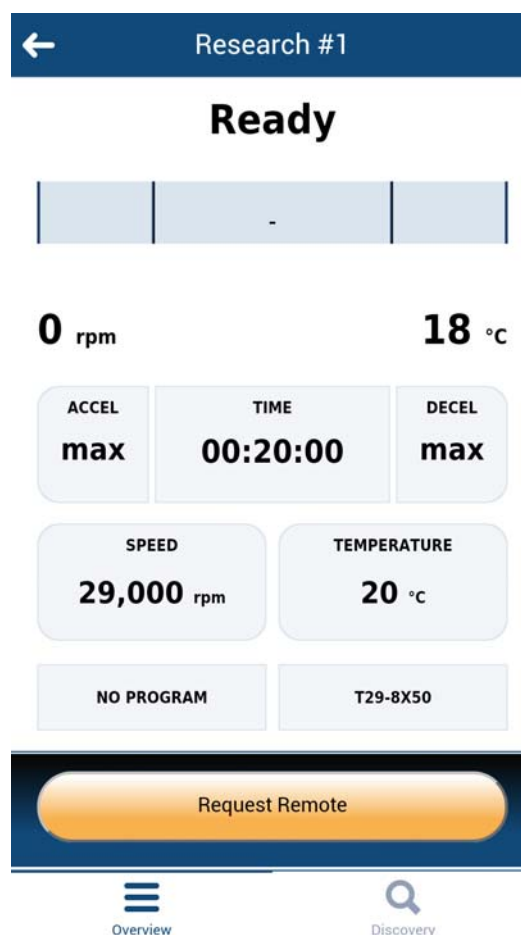 Research #1
Ready
-
0 rpm 18 °C
ACCEL TIME DECEL
max 00:20:00 max
SPEED TEMPERATURE
29,000 rpm 20 °C
NO PROGRAM T29-8X50
Request Remote
Overview Discovery